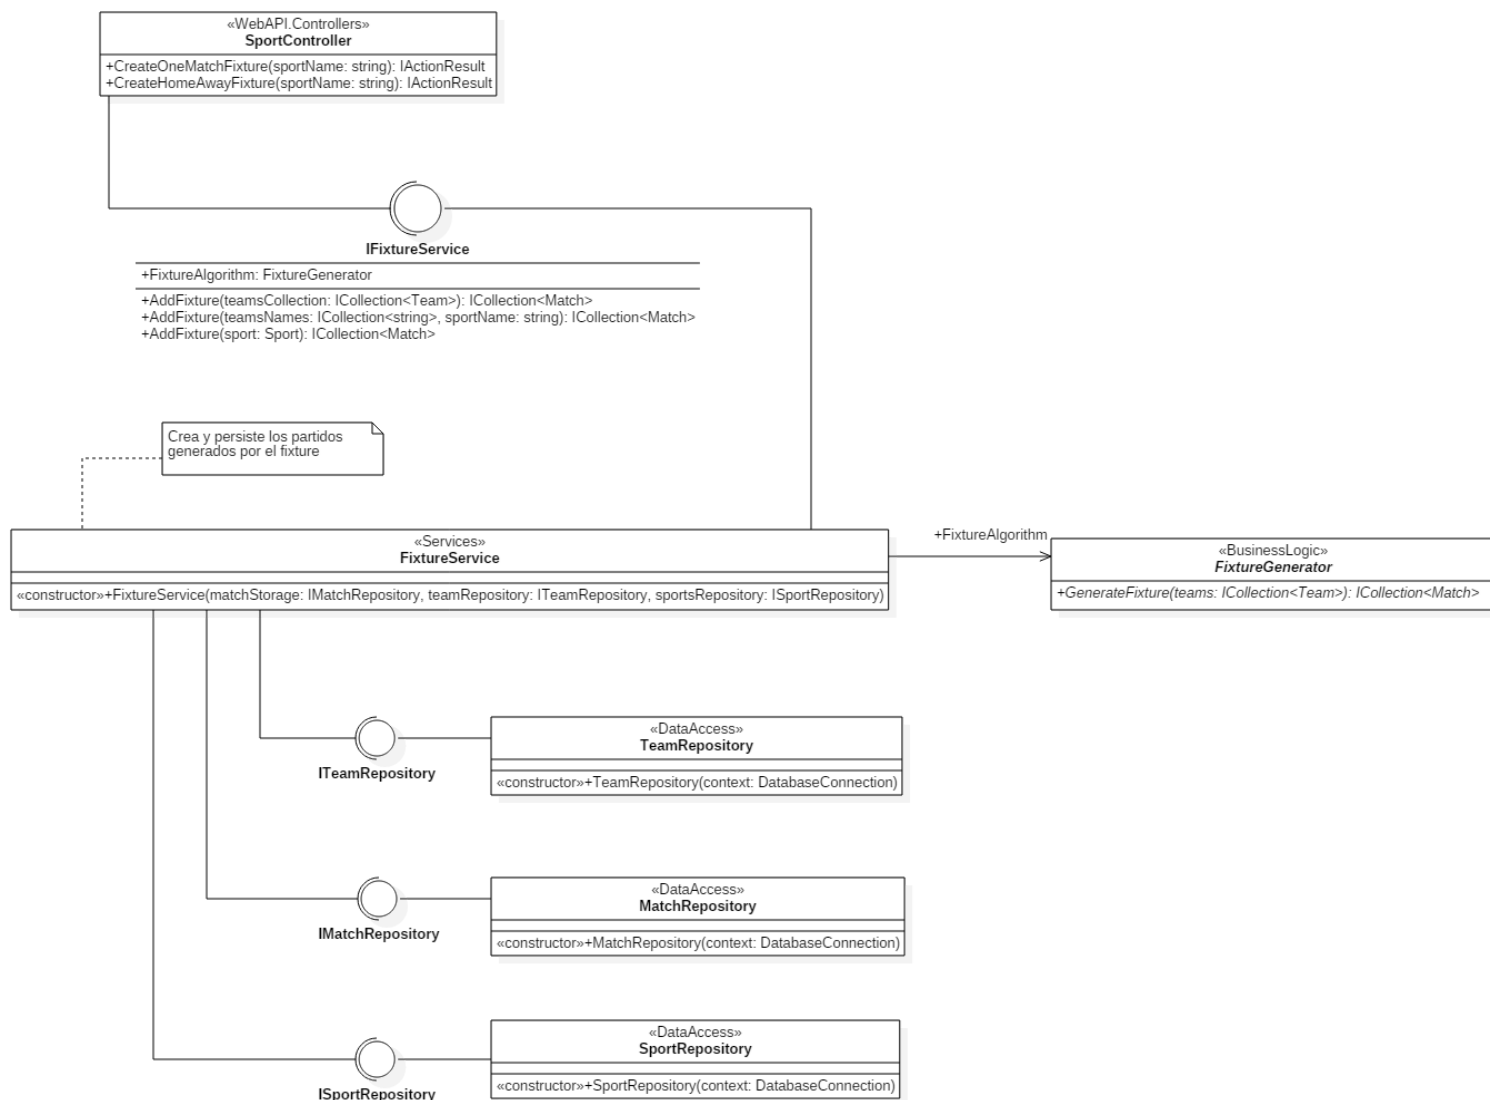 «WebAPI.Controllers»
SportController
+CreateOneMatchFixture(sportName: string): IActionResult
+CreateHomeAwayFixture(sportName: string): IActionResult
IFixtureService
+FixtureAlgorithm: FixtureGenerator
+AddFixture(teamsCollection: ICollection<Team>): ICollection<Match>
+AddFixture(teamsNames: ICollection<string>, sportName: string): ICollection<Match>
+AddFixture(sport: Sport): ICollection<Match>
Crea y persiste los partidos
generados por el fixture
«Services»
FixtureService
«constructor»+FixtureService(matchStorage: IMatchRepository, teamRepository: ITeamRepository, sportsRepository: ISportRepository)
+FixtureAlgorithm
«BusinessLogic»
FixtureGenerator
+GenerateFixture(teams: ICollection<Team>): ICollection<Match>
ITeamRepository
«DataAccess»
TeamRepository
«constructor»+TeamRepository(context: DatabaseConnection)
IMatchRepository
«DataAccess»
MatchRepository
«constructor»+MatchRepository(context: DatabaseConnection)
ISportRepository
«DataAccess»
SportRepository
«constructor»+SportRepository(context: DatabaseConnection)